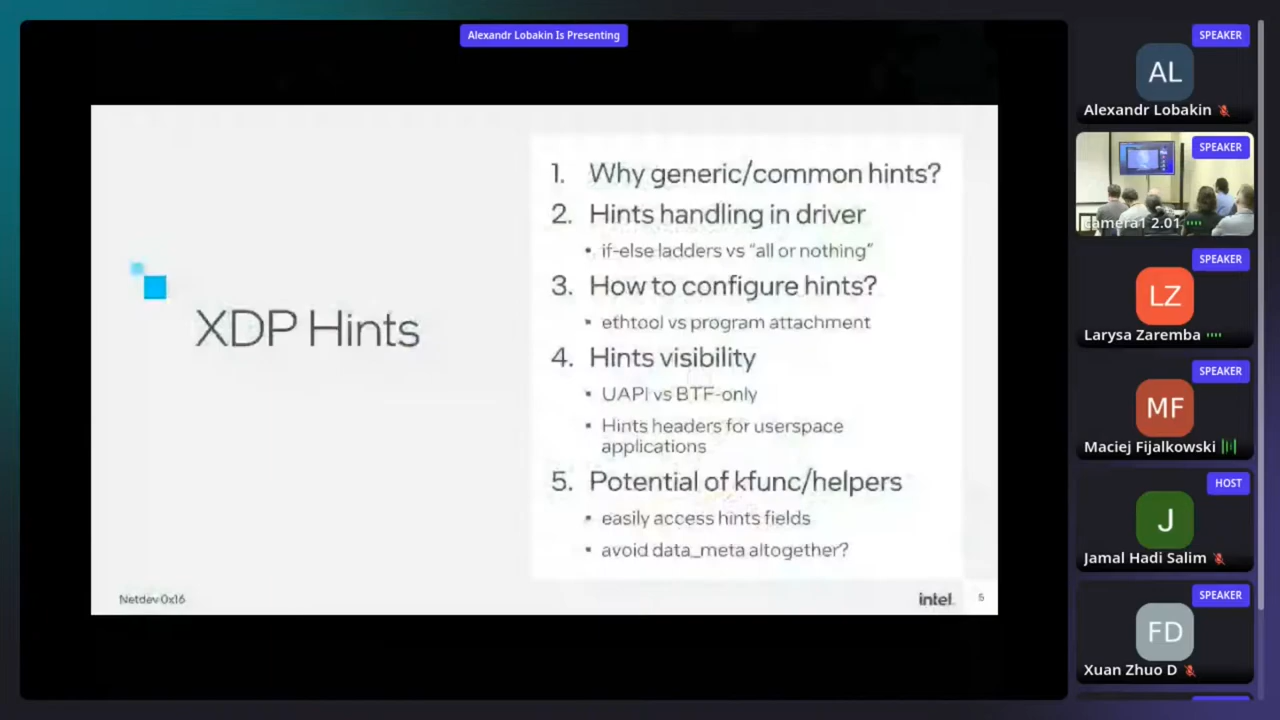 Alexandr Lobakin Is Presenting
XDP Hints
1. Why generic/common hints?
2. Hints handling in driver
• if-else ladders vs “all or nothing”
3. How to configure hints?
• ethtool vs program attachment
4. Hints visibility
• UAPI vs BTF-only
• Hints headers for userspace
applications
5. Potential of kfunc/helpers
• easily access hints fields
• avoid data_meta altogether?
Netdev 0x16
intel.
5
SPEAKER
AL
Alexandr Lobakin
SPEAKER
camera1 2.01
SPEAKER
LZ
Larysa Zaremba
SPEAKER
MF
Maciej Fijalkowski
HOST
J
Jamal Hadi Salim
SPEAKER
FD
Xuan Zhuo D